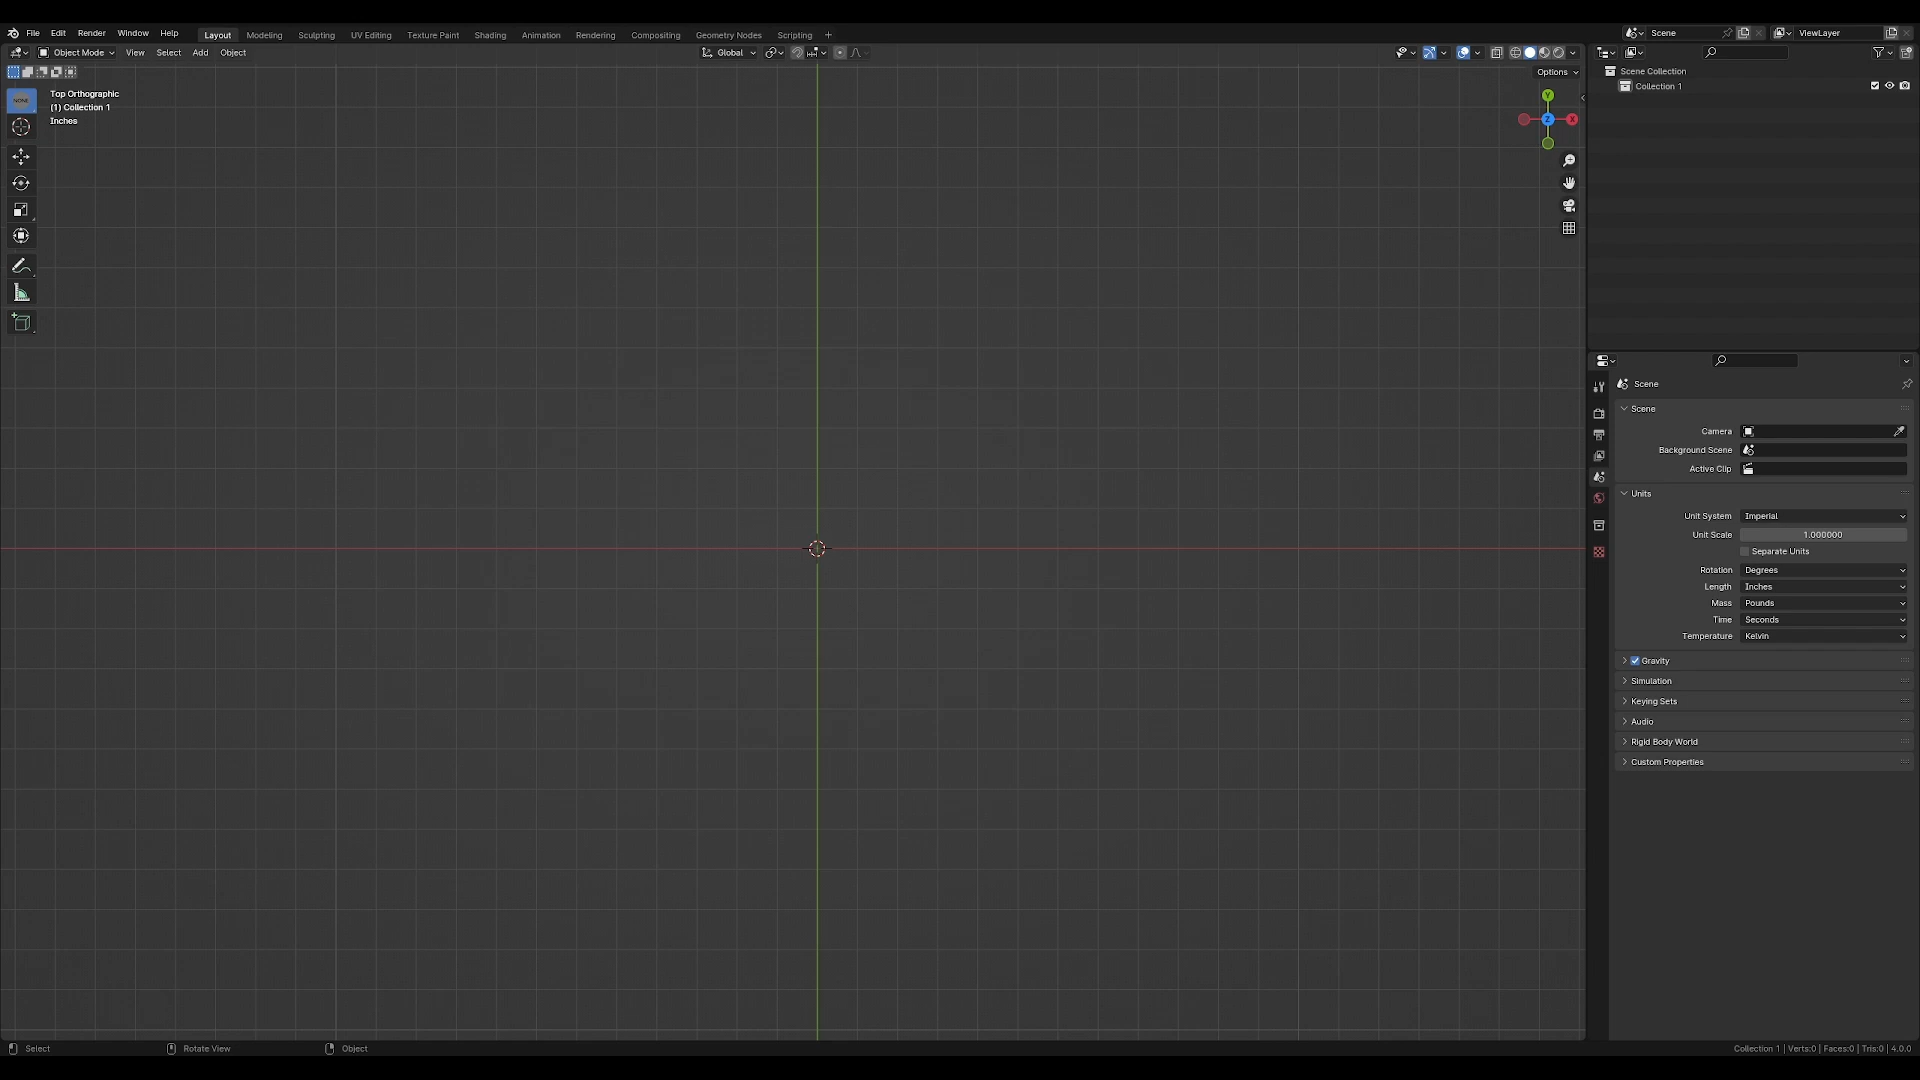 File Edit Render Window Help Layout Modeling Sculpting UV Editing Texture Paint Shading Animation Rendering Compositing Geometry Nodes Scripting + Scene ViewLayer
Object Mode View Select Add Object Global
Options
NONE
Top Orthographic
(1) Collection 1
Inches
Y
Z
X
Scene Collection
Collection 1
Scene
Scene
Camera
Background Scene
Active Clip
Units
Unit System Imperial
Unit Scale 1.000000
Separate Units
Rotation Degrees
Length Inches
Mass Pounds
Time Seconds
Temperature Kelvin
Gravity
Simulation
Keying Sets
Audio
Rigid Body World
Custom Properties
Select Rotate View Object Collection 1 | Verts:0 | Faces:0 | Tris:0 | 4.0.0